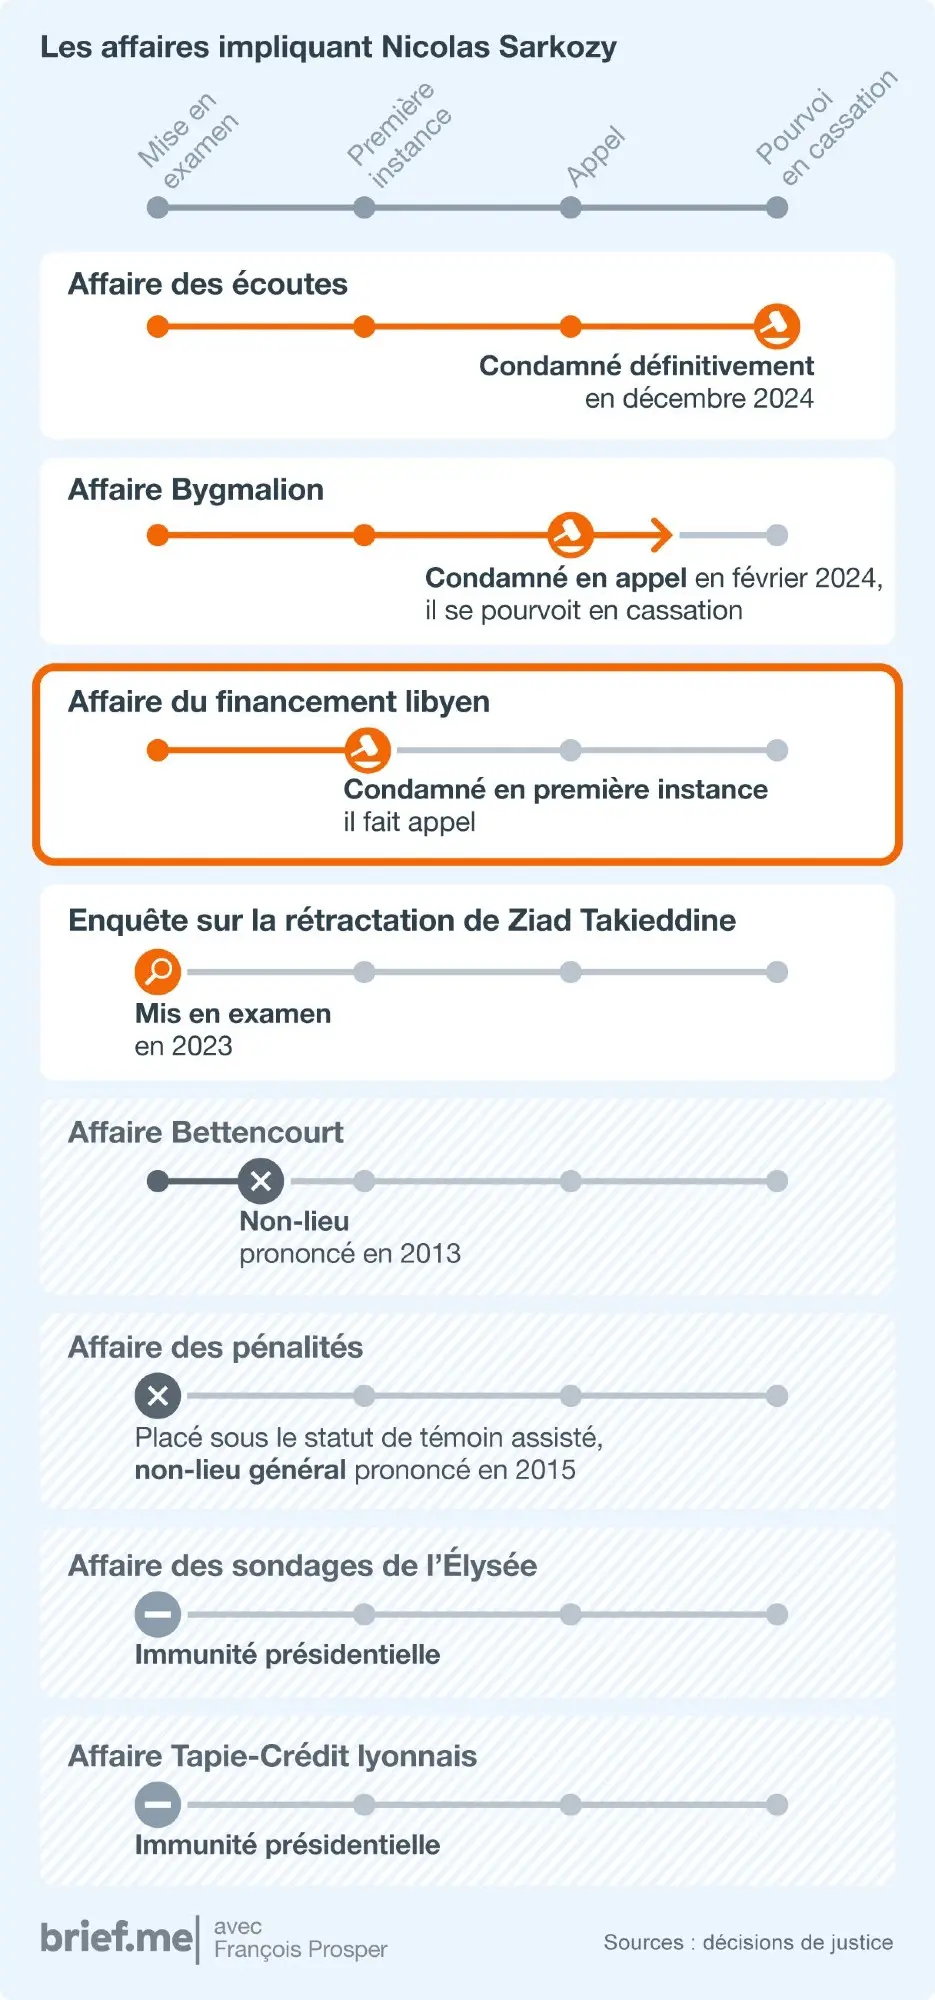 Les affaires impliquant Nicolas Sarkozy
Mise en
examen
Première
instance
Appel
Pourvoi
en cassation
Affaire des écoutes
Condamné définitivement
en décembre 2024
Affaire Bygmalion
Condamné en appel en février 2024,
il se pourvoit en cassation
Affaire du financement libyen
Condamné en première instance
il fait appel
Enquête sur la rétractation de Ziad Takieddine
Mis en examen
en 2023
Affaire Bettencourt
Non-lieu
prononcé en 2013
Affaire des pénalités
Placé sous le statut de témoin assisté,
non-lieu général prononcé en 2015
Affaire des sondages de l’Élysée
Immunité présidentielle
Affaire Tapie-Crédit lyonnais
Immunité présidentielle
brief.me
avec
François Prosper
Sources : décisions de justice